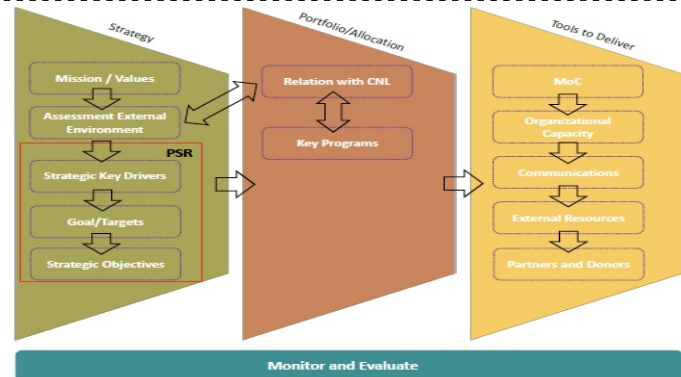 Strategy
Mission / Values
Assessment External
Environment
PSR
Strategic Key Drivers
Goal/Targets
Strategic Objectives
Portfolio/Allocation
Relation with CNL
Key Programs
Tools to Deliver
MoC
Organizational
Capacity
Communications
External Resources
Partners and Donors
Monitor and Evaluate